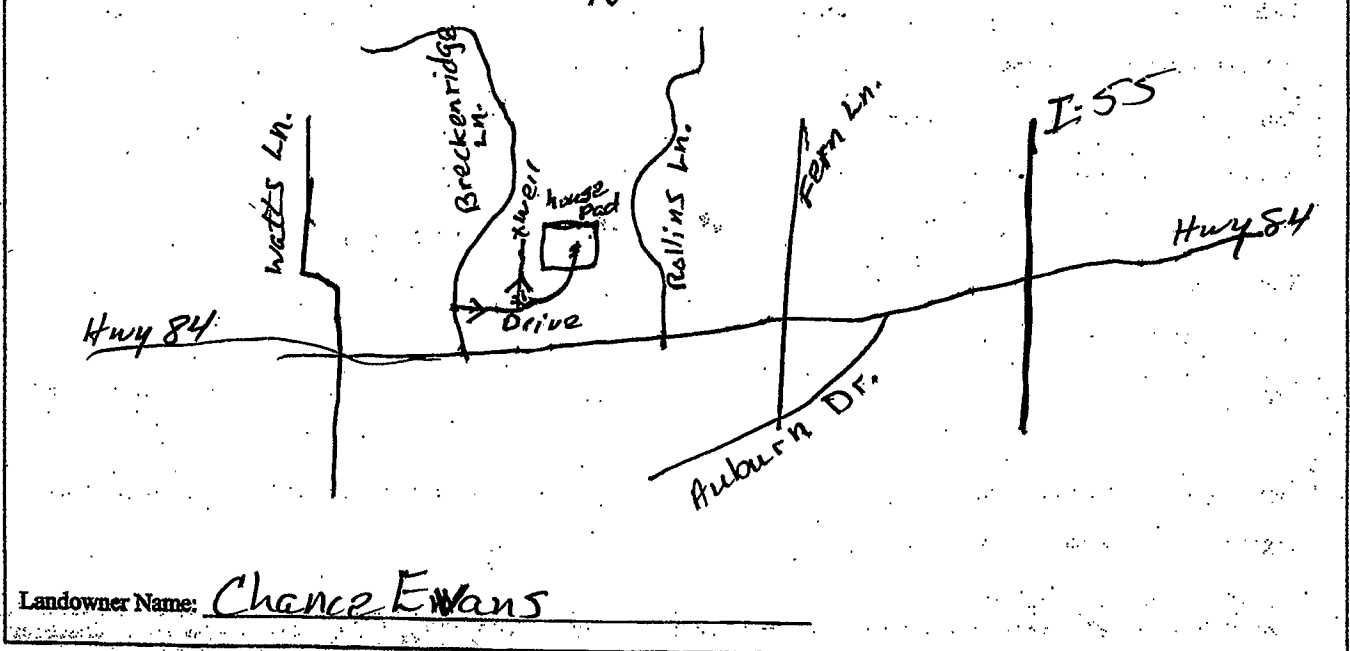 N
Breckenridge
Ln.
Watts Ln.
Well
house
Pad
Rollins Ln.
Fern Ln.
I-55
Hwy 84
Hwy 84
Drive
Auburn Dr.
Landowner Name: Chance Evans